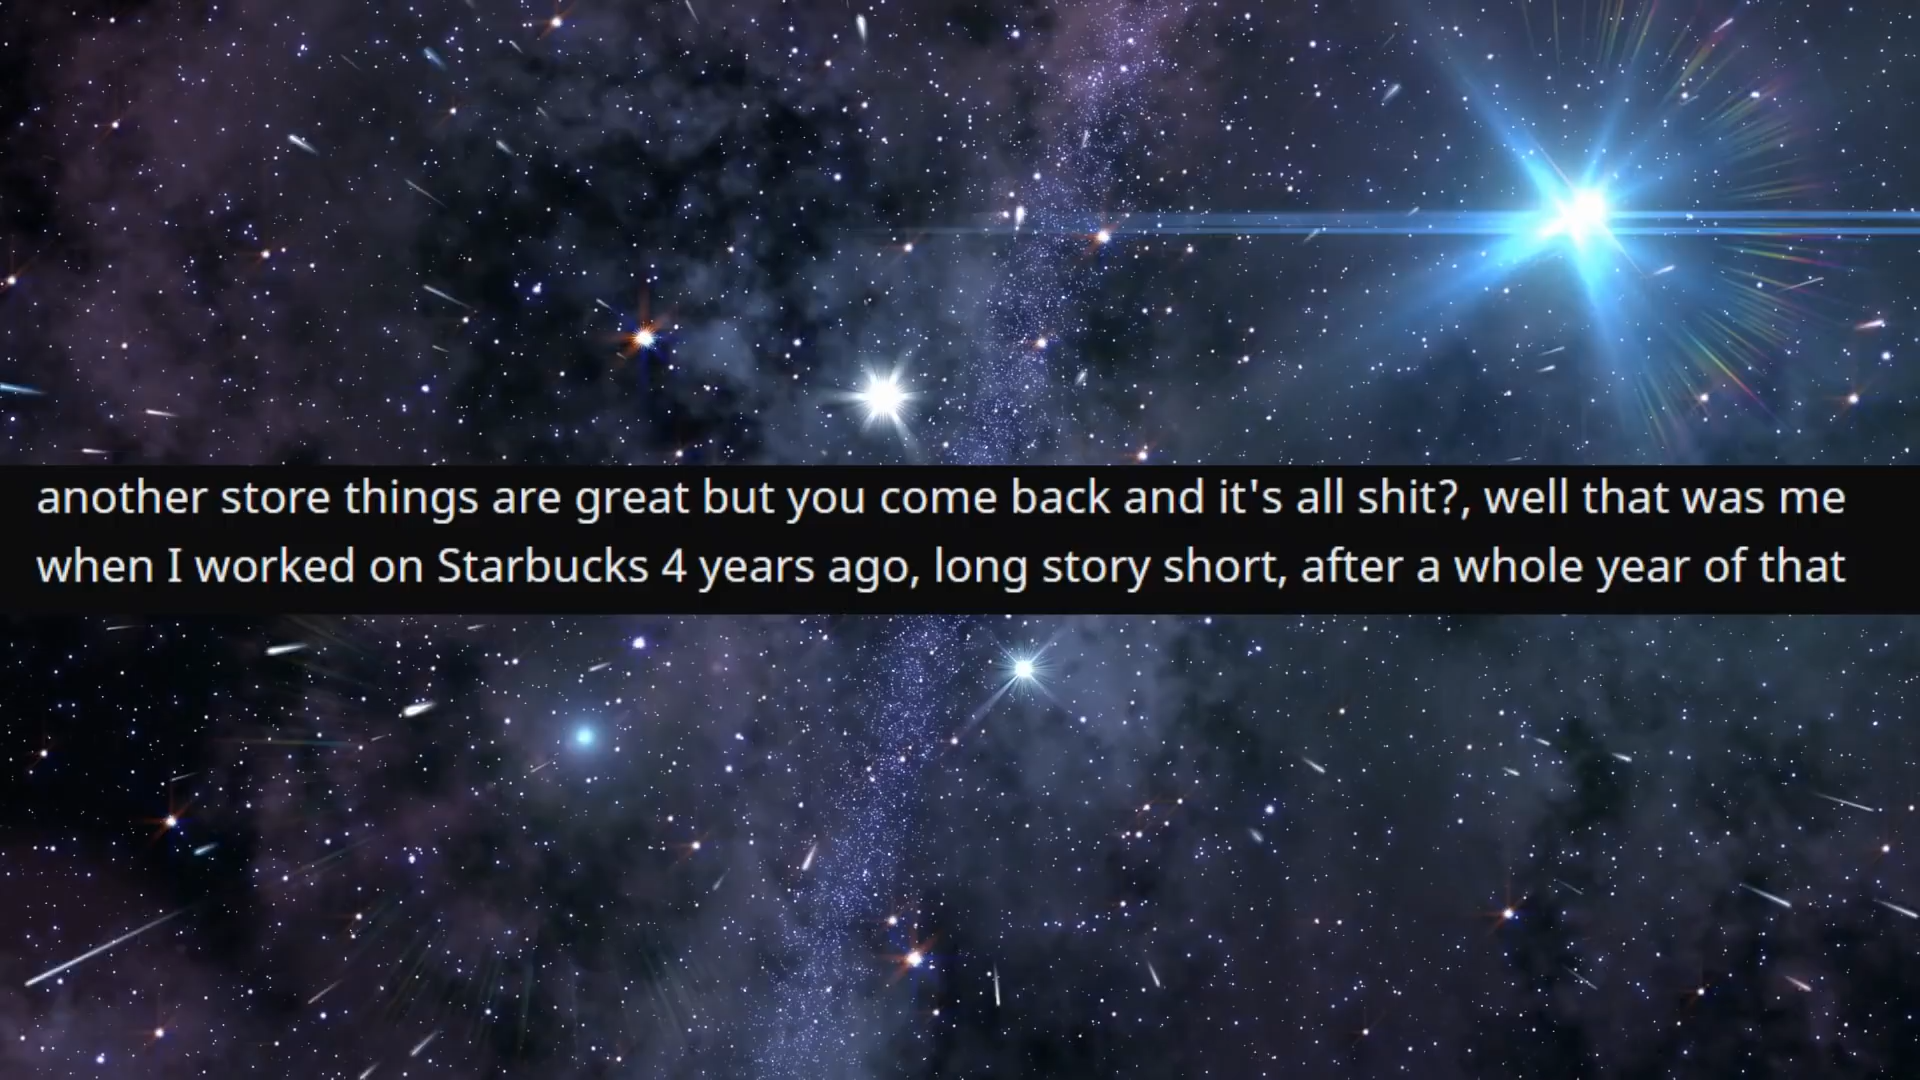 another store things are great but you come back and it's all shit?, well that was me
when I worked on Starbucks 4 years ago, long story short, after a whole year of that